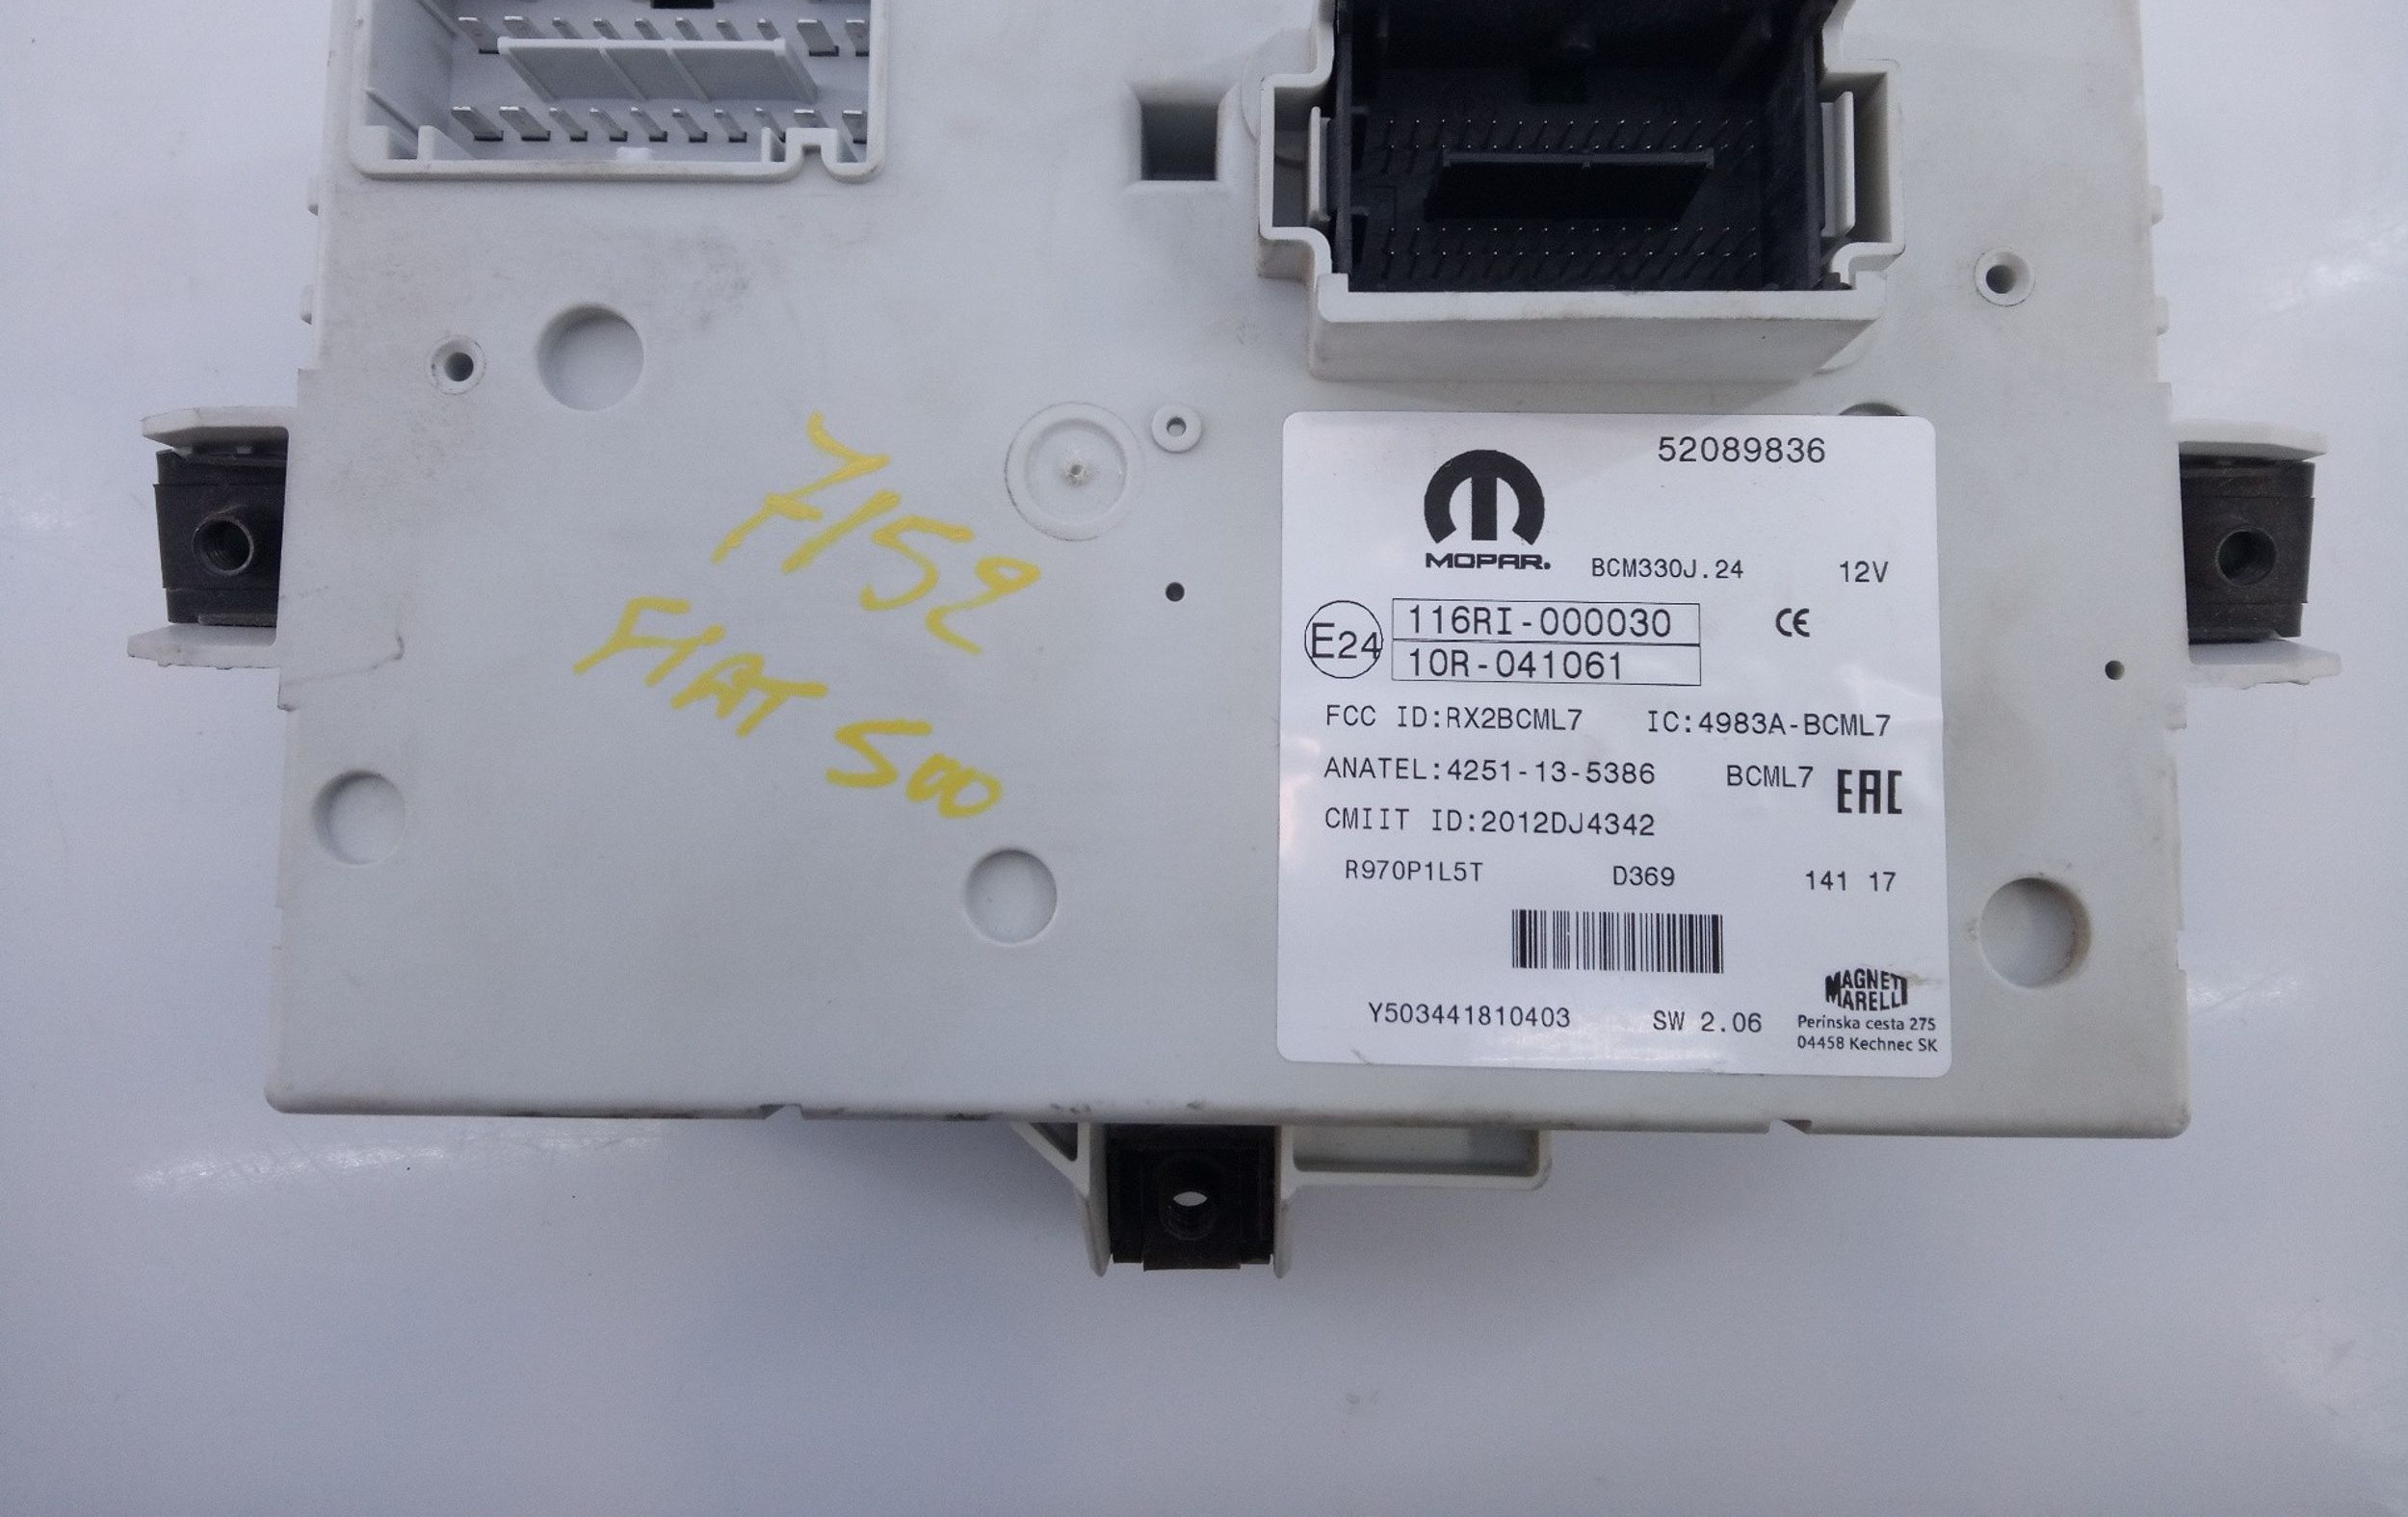 7152
FIAT 500
52089836
MOPAR.
BCM330J.24 12V
E24 116RI-000030 CE
10R-041061
FCC ID:RX2BCML7 IC:4983A-BCML7
ANATEL:4251-13-5386 BCML7 EAC
CMIIT ID:2012DJ4342
R970P1L5T D369 141 17
Y503441810403 SW 2.06
MAGNETI
MARELLI
Perinska cesta 275
04458 Kechnec SK